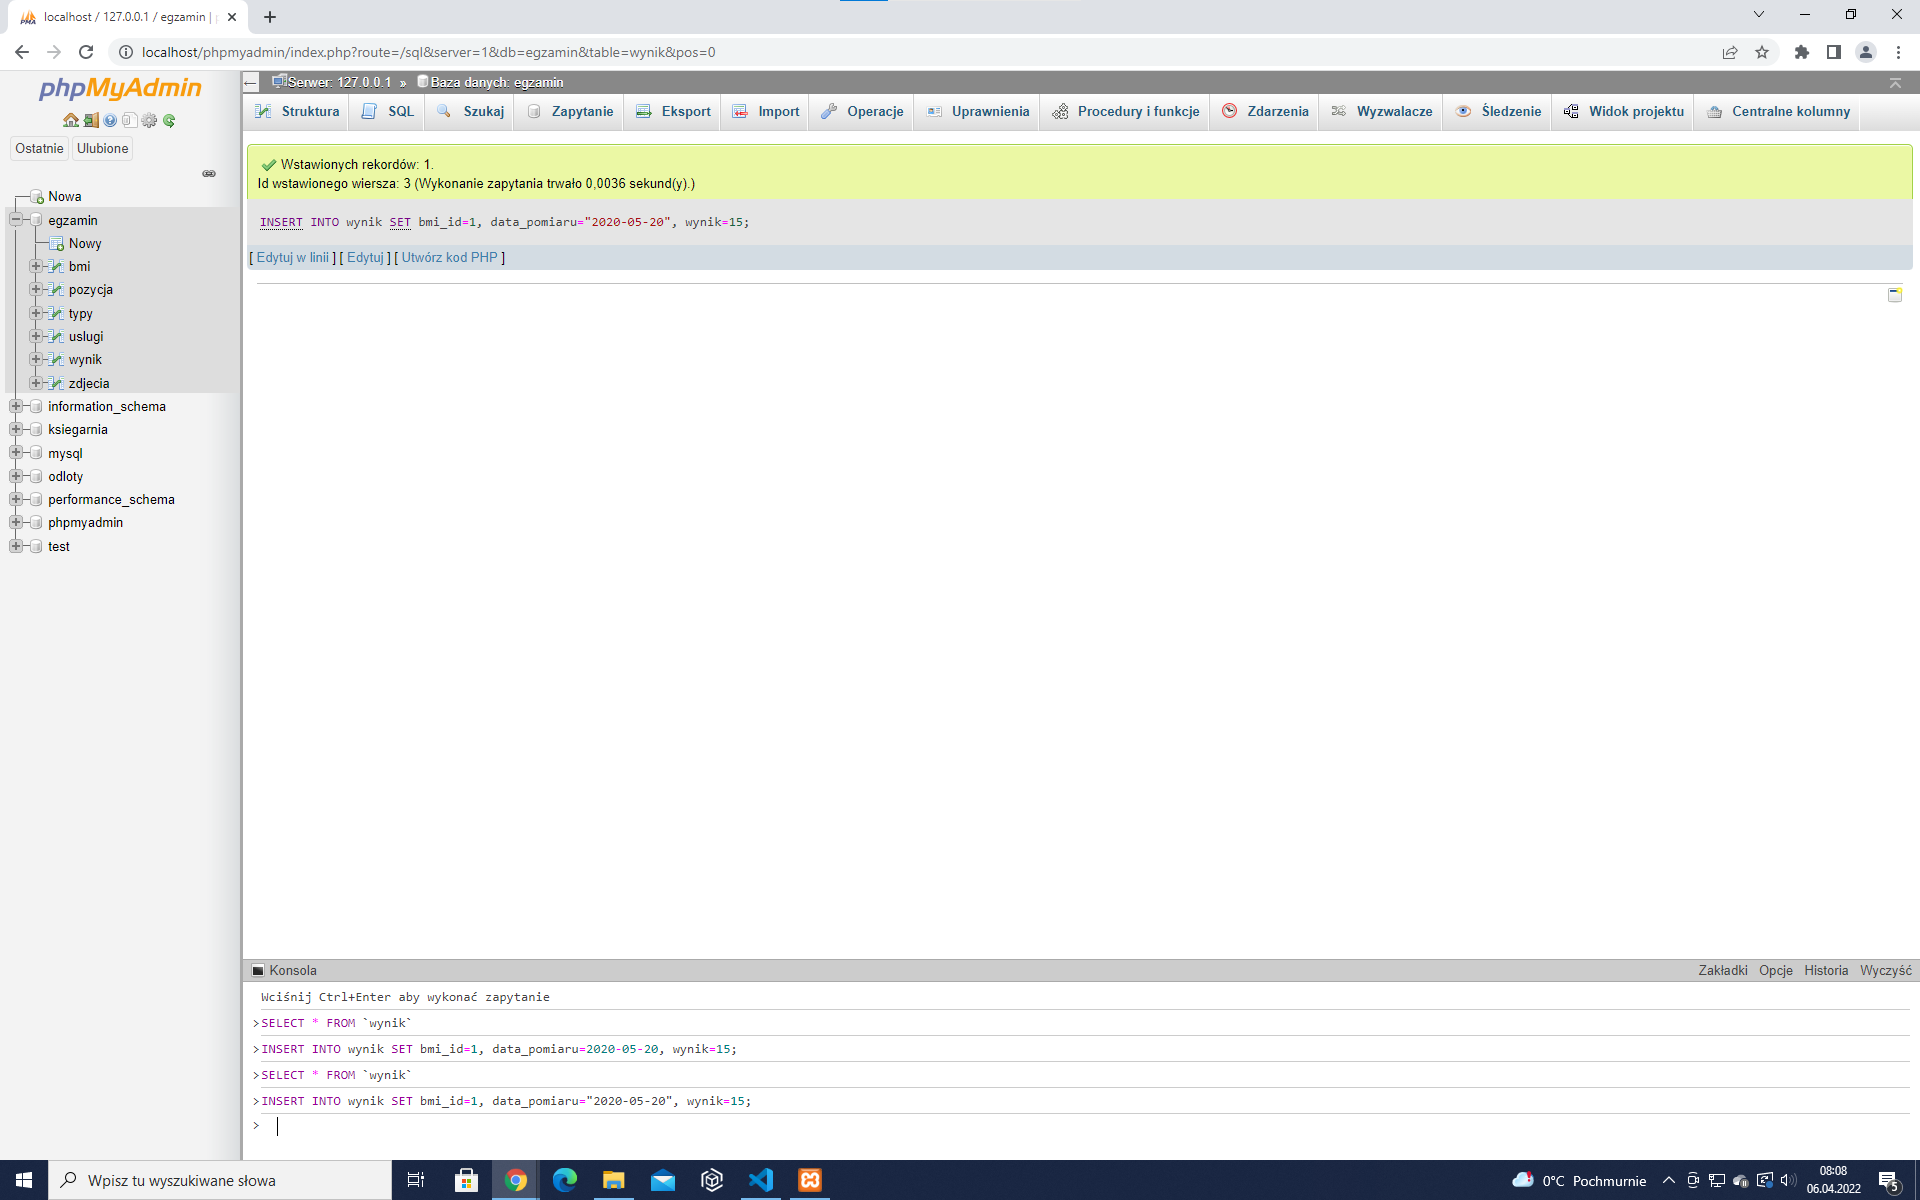 localhost / 127.0.0.1 / egzamin |
localhost/phpmyadmin/index.php?route=/sql&server=1&db=egzamin&table=wynik&pos=0
phpMyAdmin
Ostatnie
Ulubione
Nowa
egzamin
Nowy
bmi
pozycja
typy
uslugi
wynik
zdjecia
information_schema
ksiegarnia
mysql
odloty
performance_schema
phpmyadmin
test
Serwer: 127.0.0.1 » Baza danych: egzamin
Struktura SQL Szukaj Zapytanie Eksport Import Operacje Uprawnienia Procedury i funkcje Zdarzenia Wyzwalacze Śledzenie Widok projektu Centralne kolumny
Wstawionych rekordów: 1.
Id wstawionego wiersza: 3 (Wykonanie zapytania trwało 0,0036 sekund(y).)
INSERT INTO wynik SET bmi_id=1, data_pomiaru="2020-05-20", wynik=15;
[ Edytuj w linii ] [ Edytuj ] [ Utwórz kod PHP ]
Konsola Zakładki Opcje Historia Wyczyść
Wciśnij Ctrl+Enter aby wykonać zapytanie
>SELECT * FROM `wynik`
>INSERT INTO wynik SET bmi_id=1, data_pomiaru=2020-05-20, wynik=15;
>SELECT * FROM `wynik`
>INSERT INTO wynik SET bmi_id=1, data_pomiaru="2020-05-20", wynik=15;
>
Wpisz tu wyszukiwane słowa
0°C Pochmurnie
08:08
06.04.2022
5